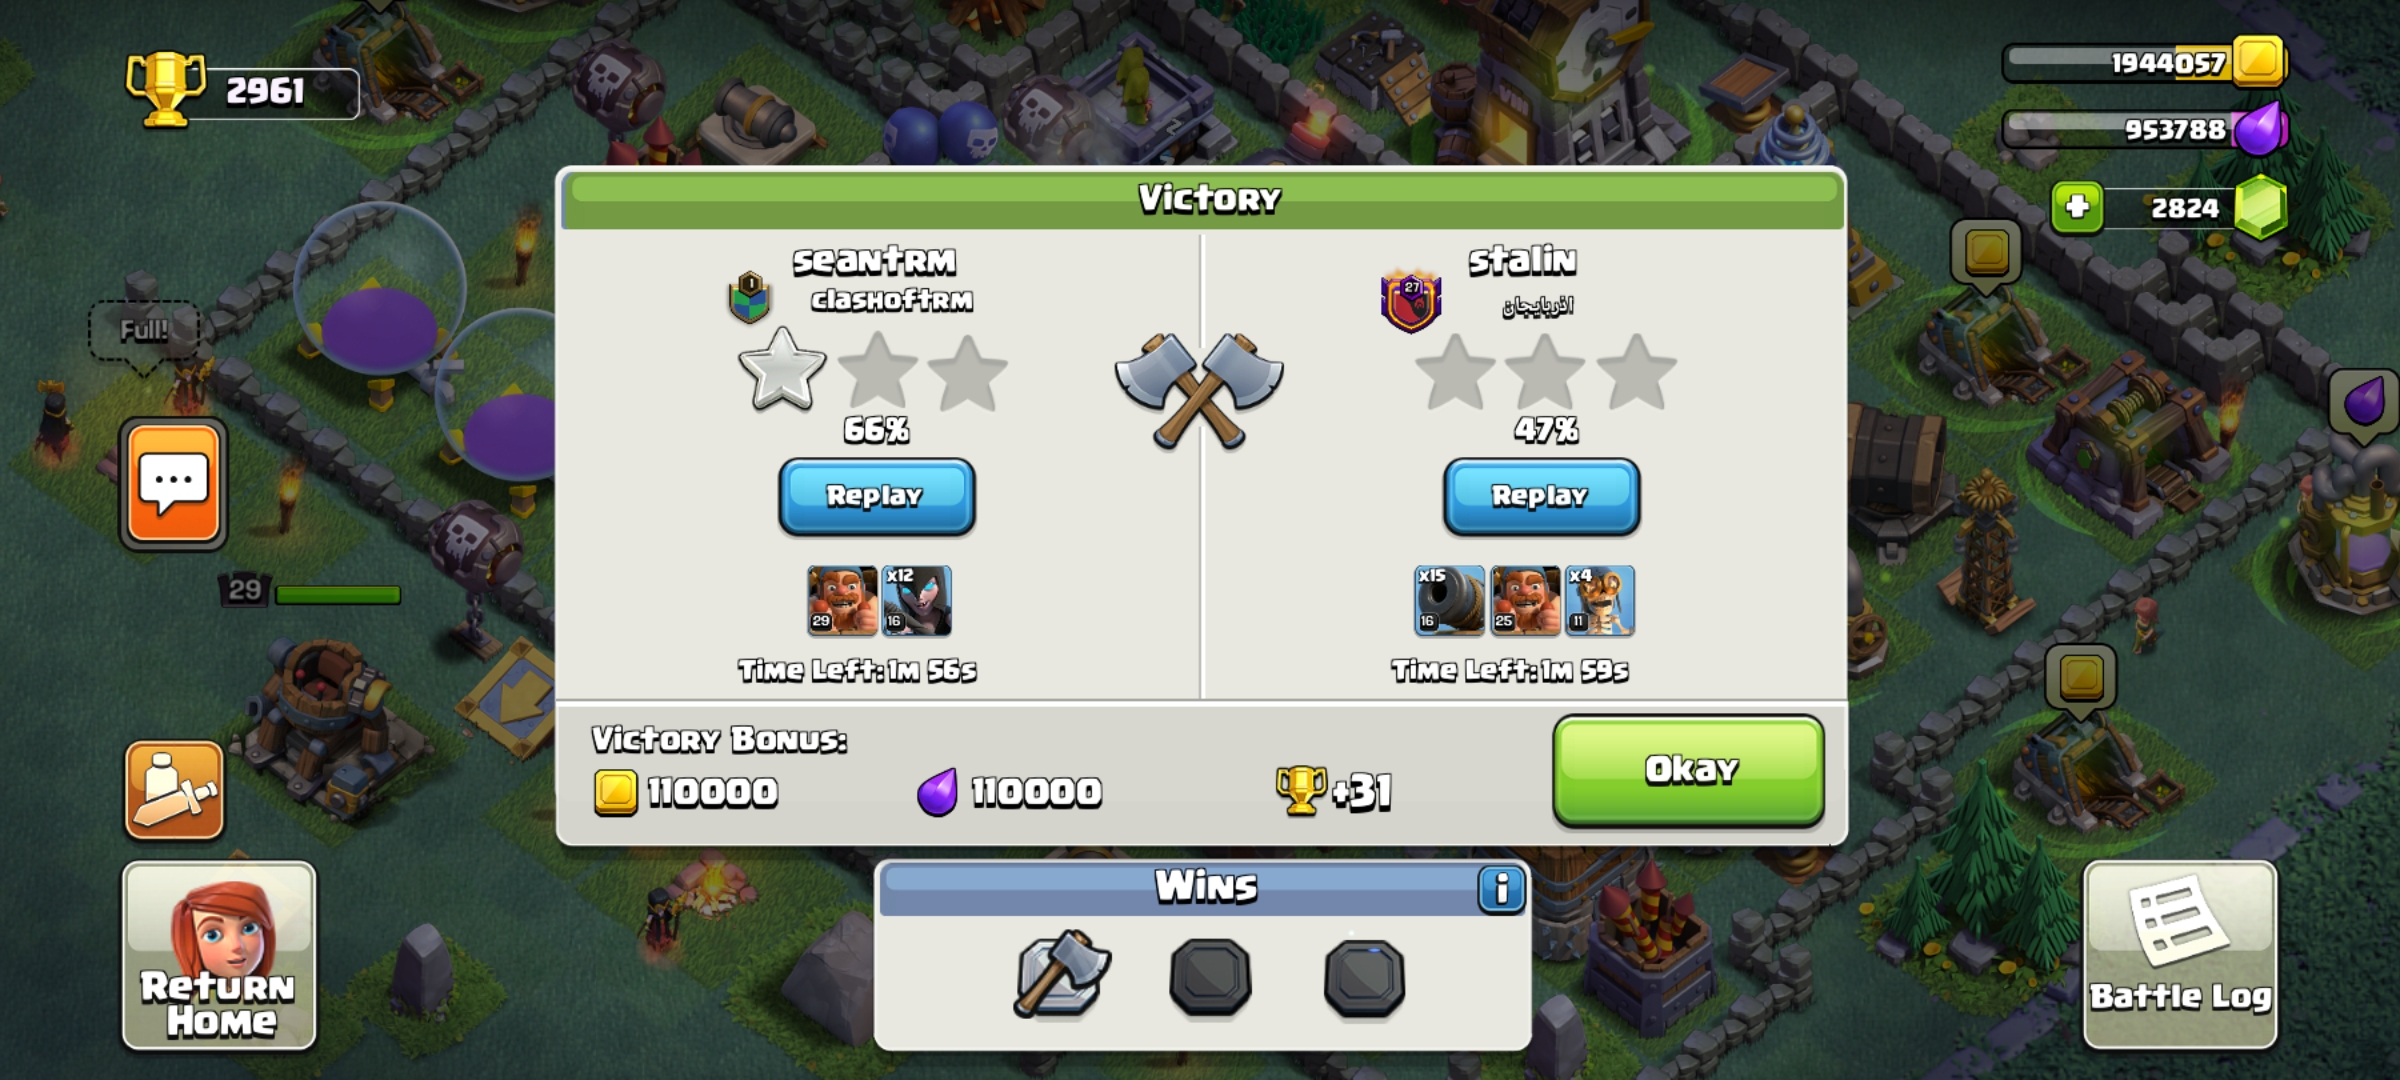 2961
1944057
953788
2824
Full!
29
Victory
seantrm
clashoftrm
1
66%
Replay
29
x12
16
Time Left:1m 56s
stalin
اذربایجان
27
47%
Replay
x15
16
25
x4
11
Time Left:1m 59s
Victory Bonus:
110000
110000
+31
Okay
Wins
i
Return
Home
Battle Log